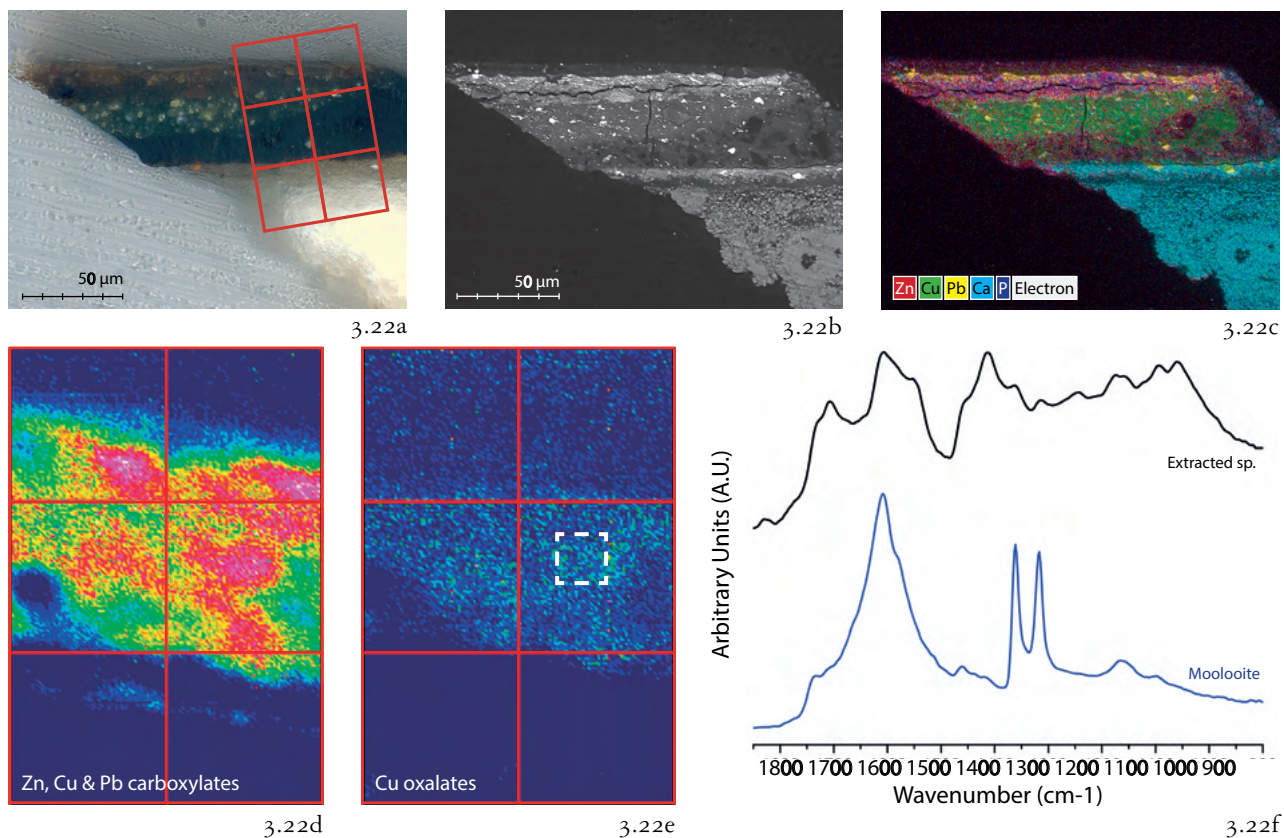 50 µm
3.22a
50 µm
3.22b
Zn Cu Pb Ca P Electron
3.22c
Zn, Cu & Pb carboxylates
3.22d
Cu oxalates
3.22e
Arbitrary Units (A.U.)
Extracted sp.
Moolooite
1800 1700 1600 1500 1400 1300 1200 1100 1000 900
Wavenumber (cm-1)
3.22f